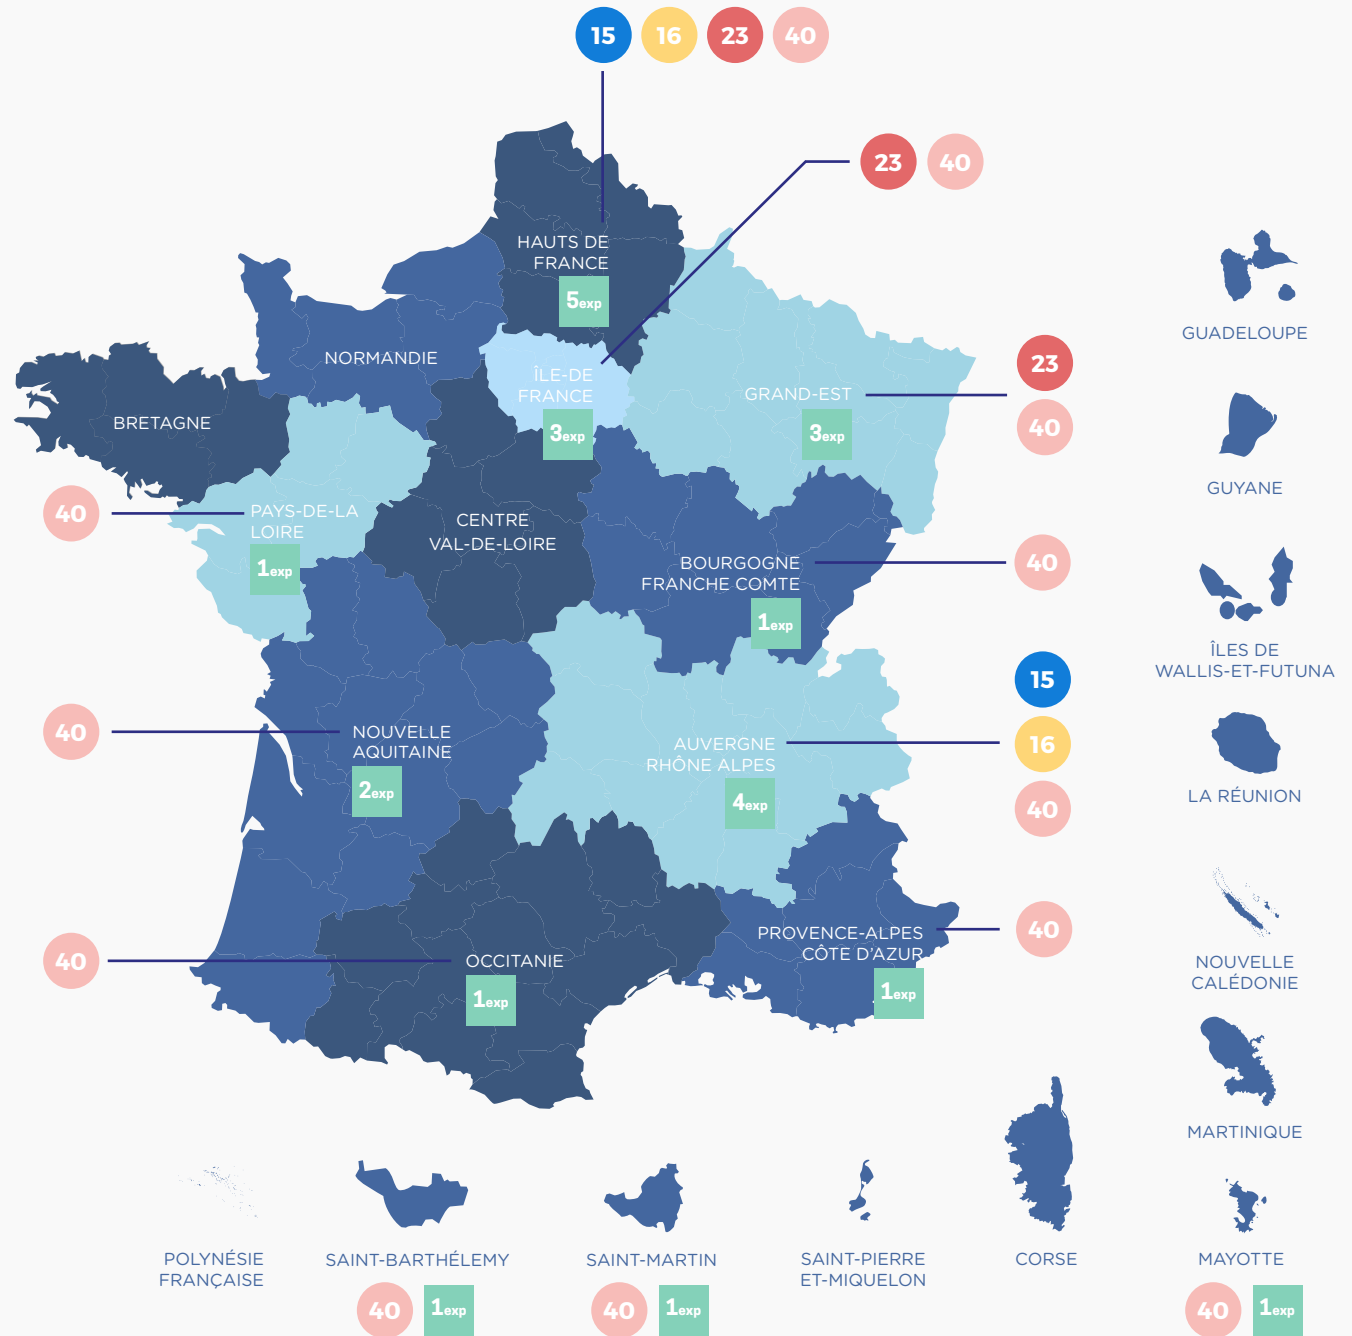 15 16 23 40
23 40
HAUTS DE
FRANCE
5exp
GUADELOUPE
NORMANDIE
ÎLE-DE
FRANCE
3exp
GRAND-EST
3exp
23
40
BRETAGNE
GUYANE
40
PAYS-DE-LA
LOIRE
1exp
CENTRE
VAL-DE-LOIRE
BOURGOGNE
FRANCHE COMTE
1exp
40
ÎLES DE
WALLIS-ET-FUTUNA
40
NOUVELLE
AQUITAINE
2exp
AUVERGNE
RHÔNE ALPES
4exp
15
16
40
LA RÉUNION
40
OCCITANIE
1exp
PROVENCE-ALPES
CÔTE D'AZUR
1exp
40
NOUVELLE
CALÉDONIE
MARTINIQUE
POLYNÉSIE
FRANÇAISE
SAINT-BARTHÉLEMY
40 1exp
SAINT-MARTIN
40 1exp
SAINT-PIERRE
ET-MIQUELON
CORSE
MAYOTTE
40 1exp